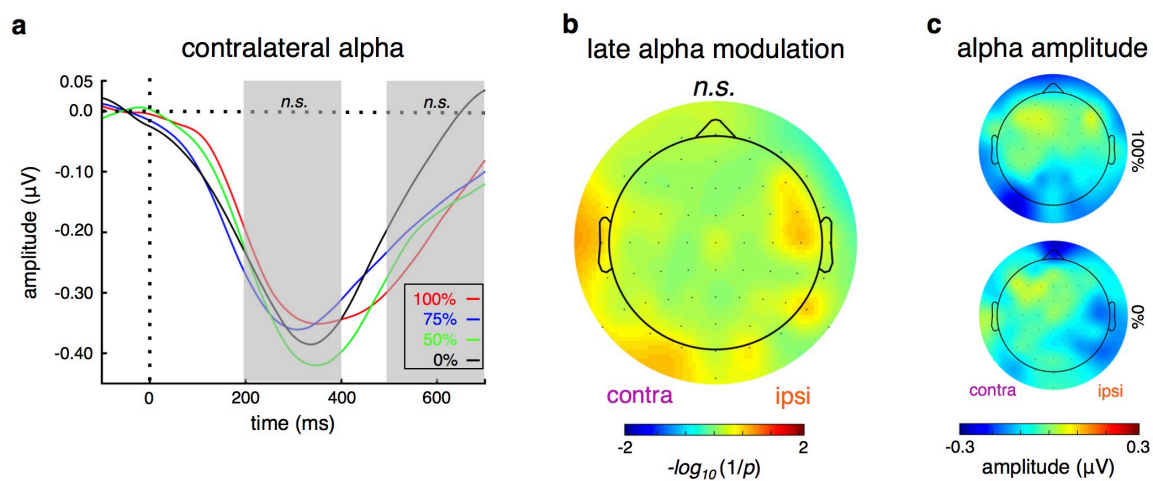 a
contralateral alpha
0.05
0.0
-0.10
-0.20
-0.30
-0.40
amplitude (µV)
n.s.
n.s.
100%
75%
50%
0%
0
200
400
600
time (ms)
b
late alpha modulation
n.s.
contra
ipsi
-2
2
-log10(1/p)
c
alpha amplitude
100%
0%
contra
ipsi
-0.3
0.3
amplitude (µV)